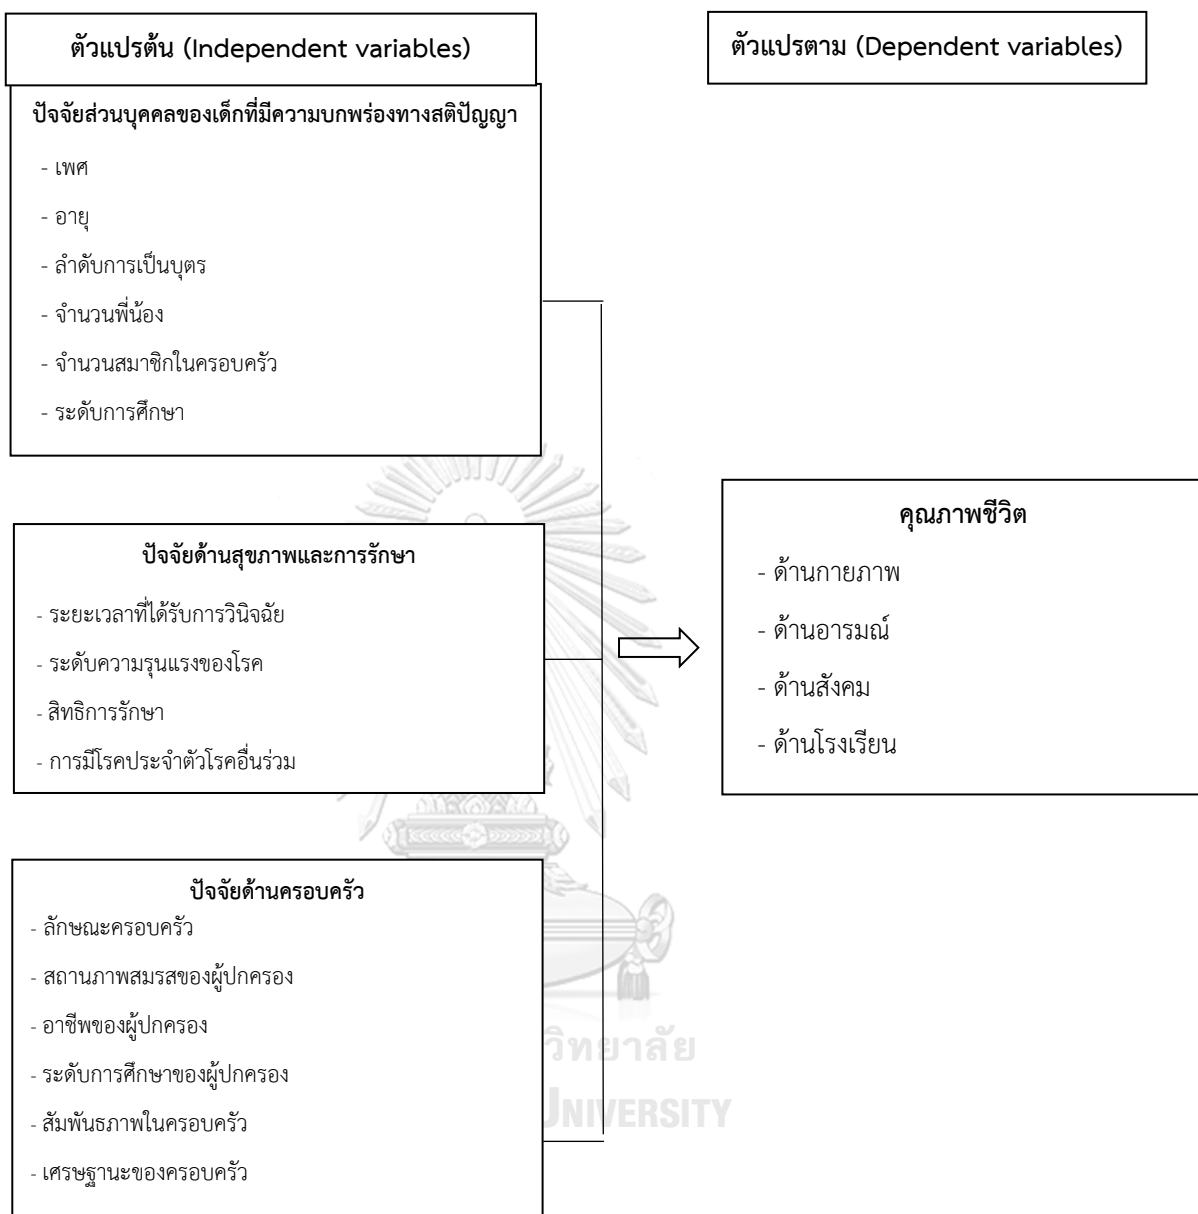 ตัวแปรต้น (Independent variables)
ตัวแปรตาม (Dependent variables)
ปัจจัยส่วนบุคคลของเด็กที่มีความบกพร่องทางสติปัญญา
- เพศ
- อายุ
- ลำดับการเป็นบุตร
- จำนวนพี่น้อง
- จำนวนสมาชิกในครอบครัว
- ระดับการศึกษา
ปัจจัยด้านสุขภาพและการรักษา
- ระยะเวลาที่ได้รับการวินิจฉัย
- ระดับความรุนแรงของโรค
- สิทธิการรักษา
- การมีโรคประจำตัวโรคอื่นร่วม
ปัจจัยด้านครอบครัว
- ลักษณะครอบครัว
- สถานภาพสมรสของผู้ปกครอง
- อาชีพของผู้ปกครอง
- ระดับการศึกษาของผู้ปกครอง
- สัมพันธภาพในครอบครัว
- เศรษฐานะของครอบครัว
คุณภาพชีวิต
- ด้านกายภาพ
- ด้านอารมณ์
- ด้านสังคม
- ด้านโรงเรียน
วิทยาลัย
UNIVERSITY